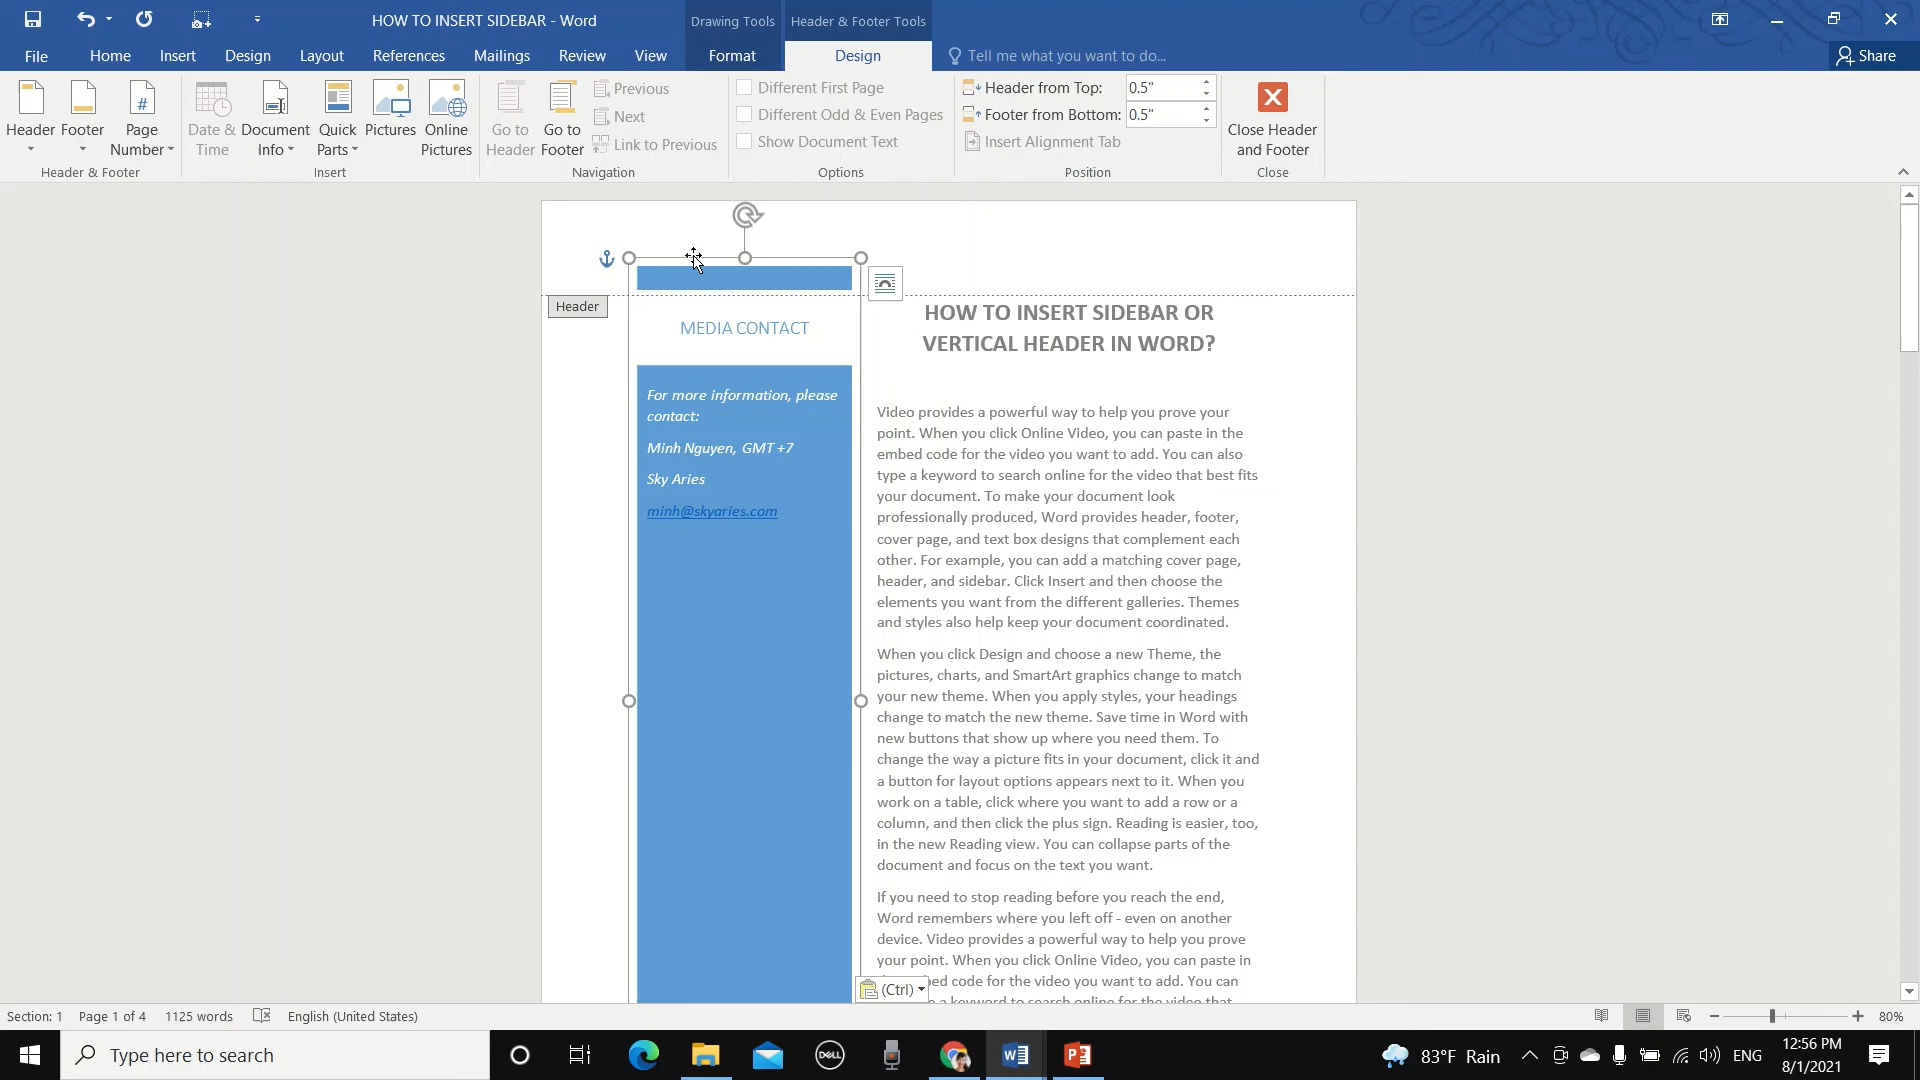 HOW TO INSERT SIDEBAR - Word
Drawing Tools
Header & Footer Tools
File
Home
Insert
Design
Layout
References
Mailings
Review
View
Format
Design
Tell me what you want to do...
Share
Header
Footer
Page
Number
Date &
Time
Document
Info
Quick
Parts
Pictures
Online
Pictures
Go to
Header
Go to
Footer
Previous
Next
Link to Previous
Different First Page
Different Odd & Even Pages
Show Document Text
Header from Top:
0.5"
Footer from Bottom:
0.5"
Insert Alignment Tab
Close Header
and Footer
Header & Footer
Insert
Navigation
Options
Position
Close
Header
MEDIA CONTACT
For more information, please
contact:
Minh Nguyen, GMT +7
Sky Aries
minh@skyaries.com
HOW TO INSERT SIDEBAR OR
VERTICAL HEADER IN WORD?
Video provides a powerful way to help you prove your
point. When you click Online Video, you can paste in the
embed code for the video you want to add. You can also
type a keyword to search online for the video that best fits
your document. To make your document look
professionally produced, Word provides header, footer,
cover page, and text box designs that complement each
other. For example, you can add a matching cover page,
header, and sidebar. Click Insert and then choose the
elements you want from the different galleries. Themes
and styles also help keep your document coordinated.
When you click Design and choose a new Theme, the
pictures, charts, and SmartArt graphics change to match
your new theme. When you apply styles, your headings
change to match the new theme. Save time in Word with
new buttons that show up where you need them. To
change the way a picture fits in your document, click it and
a button for layout options appears next to it. When you
work on a table, click where you want to add a row or a
column, and then click the plus sign. Reading is easier, too,
in the new Reading view. You can collapse parts of the
document and focus on the text you want.
If you need to stop reading before you reach the end,
Word remembers where you left off - even on another
device. Video provides a powerful way to help you prove
your point. When you click Online Video, you can paste in
code for the video you want to add. You can
a keyword to search online for the video that
(Ctrl)
Section: 1
Page 1 of 4
1125 words
English (United States)
80%
Type here to search
DELL
83°F Rain
ENG
12:56 PM
8/1/2021